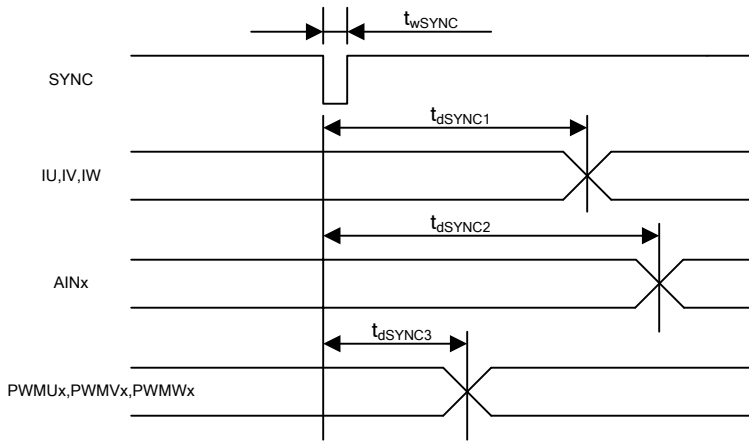 twSYNC
SYNC
tdSYNC1
IU,IV,IW
tdSYNC2
AINx
tdSYNC3
PWMUx,PWMVx,PWMWx